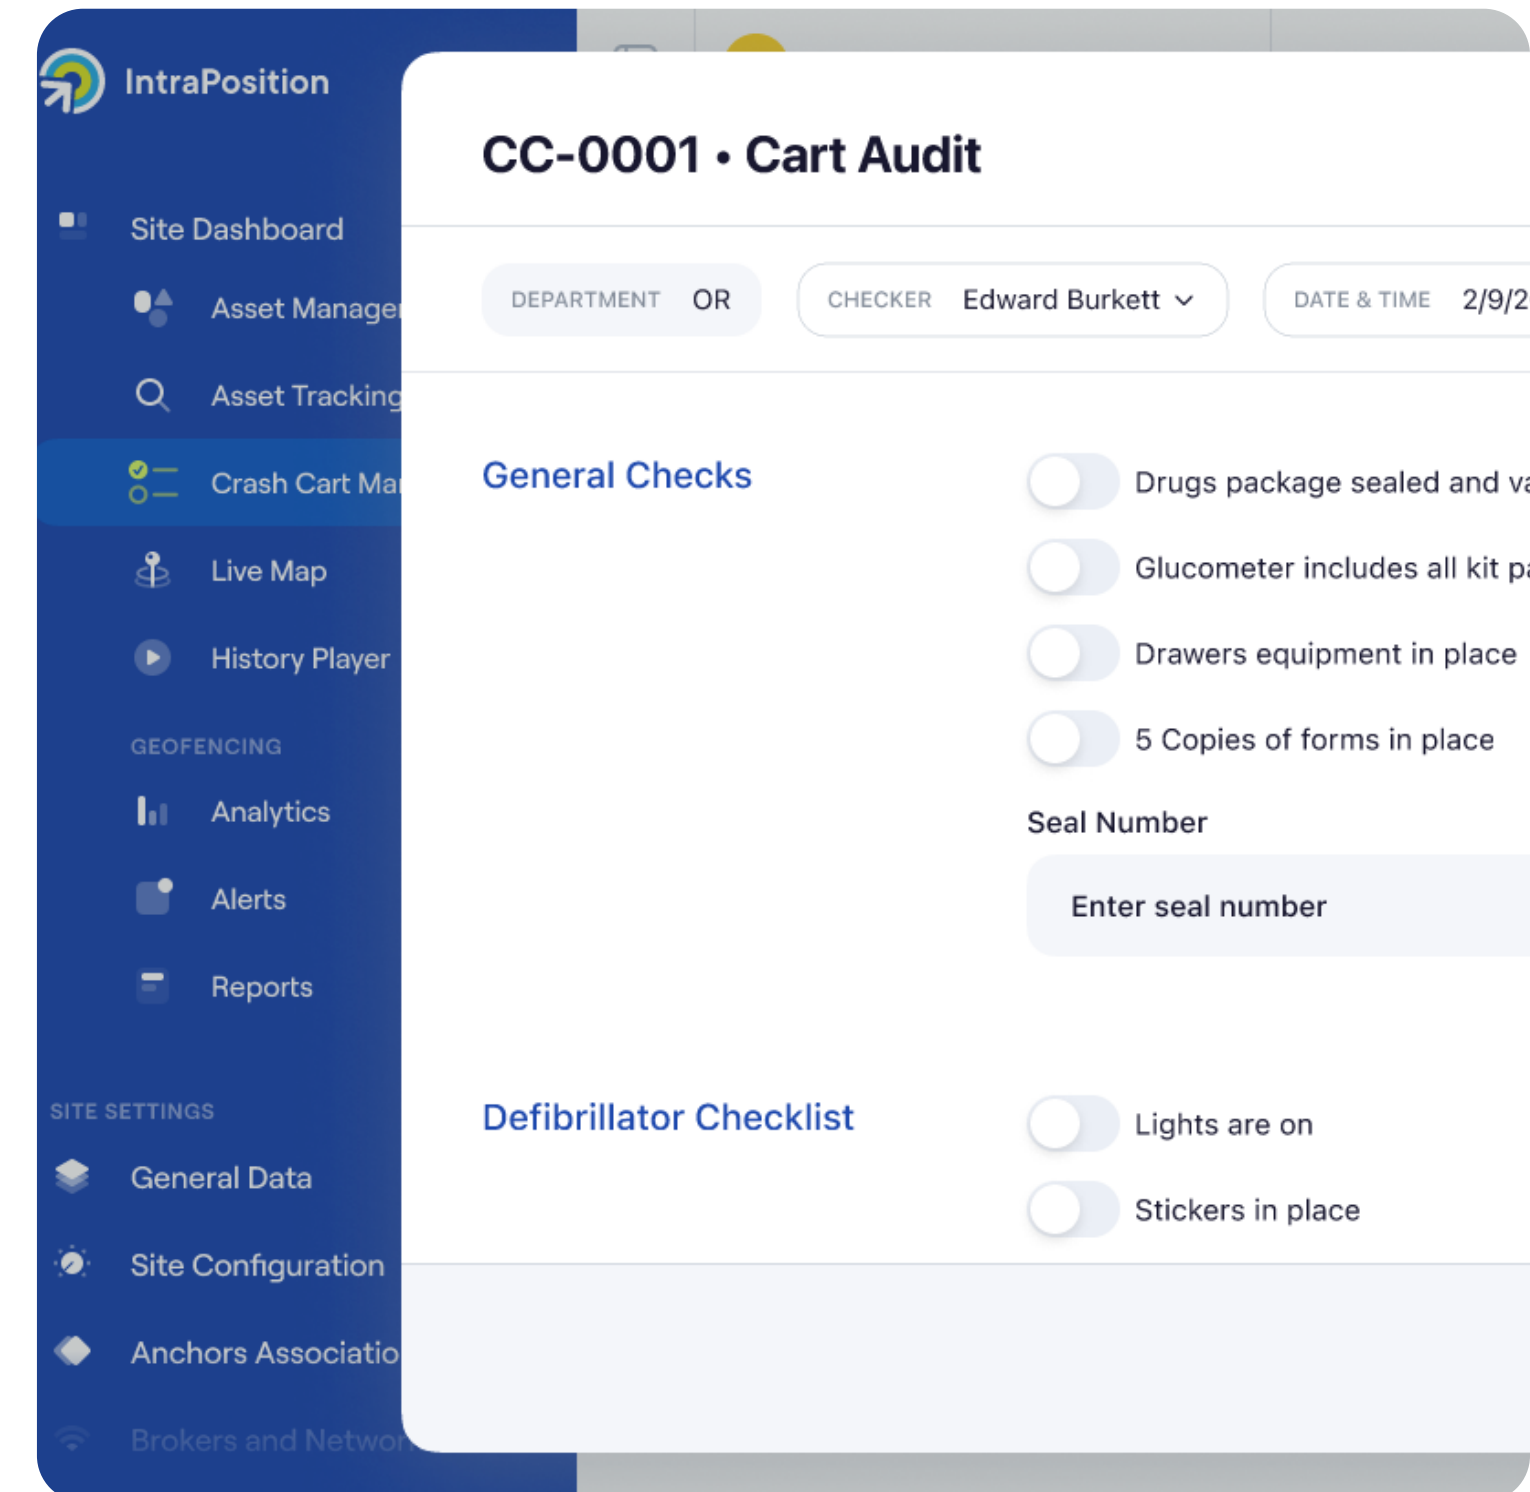 IntraPosition
Site Dashboard
Asset Manage
Asset Tracking
Crash Cart Ma
Live Map
History Player
GEOFENCING
Analytics
Alerts
Reports
SITE SETTINGS
General Data
Site Configuration
Anchors Associatio
Brokers and Networ
CC-0001 • Cart Audit
DEPARTMENT OR
CHECKER Edward Burkett
DATE & TIME 2/9/2
General Checks
Drugs package sealed and va
Glucometer includes all kit pa
Drawers equipment in place
5 Copies of forms in place
Seal Number
Enter seal number
Defibrillator Checklist
Lights are on
Stickers in place